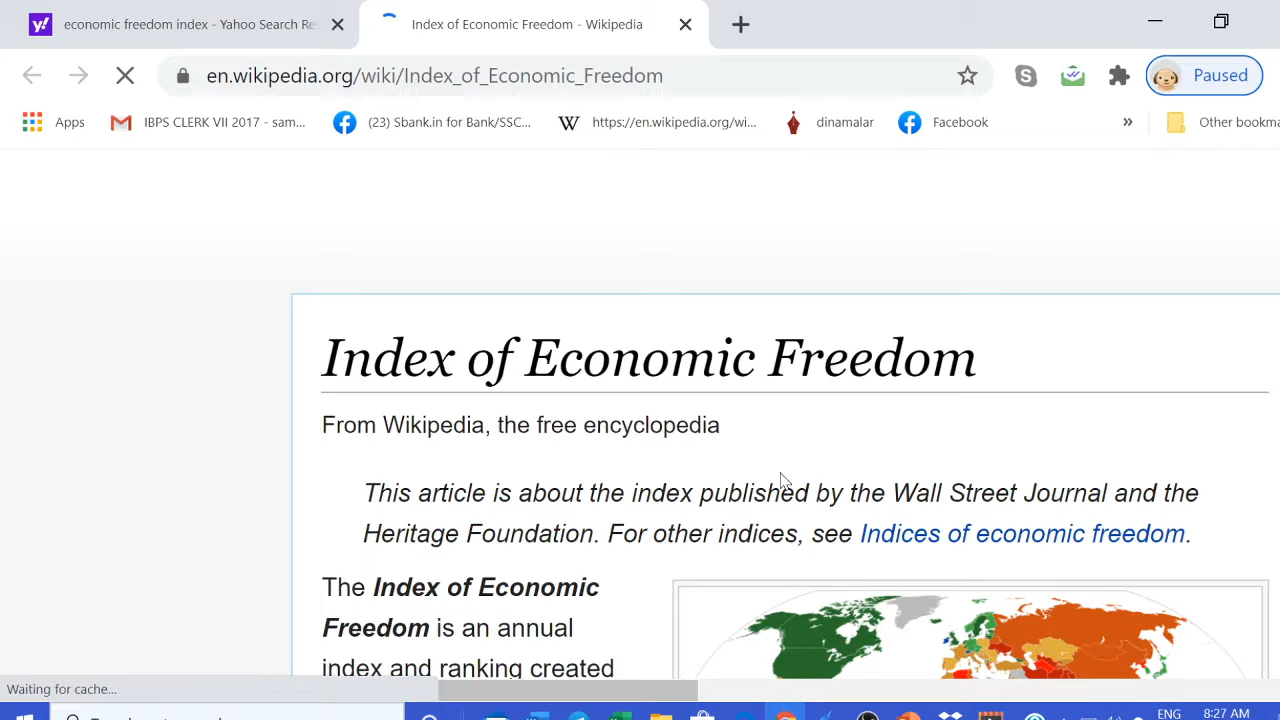 economic freedom index - Yahoo Search Re
Index of Economic Freedom - Wikipedia
en.wikipedia.org/wiki/Index_of_Economic_Freedom
Paused
Apps
IBPS CLERK VII 2017 - sam...
(23) Sbank.in for Bank/SSC...
https://en.wikipedia.org/wi...
dinamalar
Facebook
»
Other bookma
Index of Economic Freedom
From Wikipedia, the free encyclopedia
This article is about the index published by the Wall Street Journal and the
Heritage Foundation. For other indices, see Indices of economic freedom.
The Index of Economic
Freedom is an annual
index and ranking created
Waiting for cache...
ENG
8:27 AM